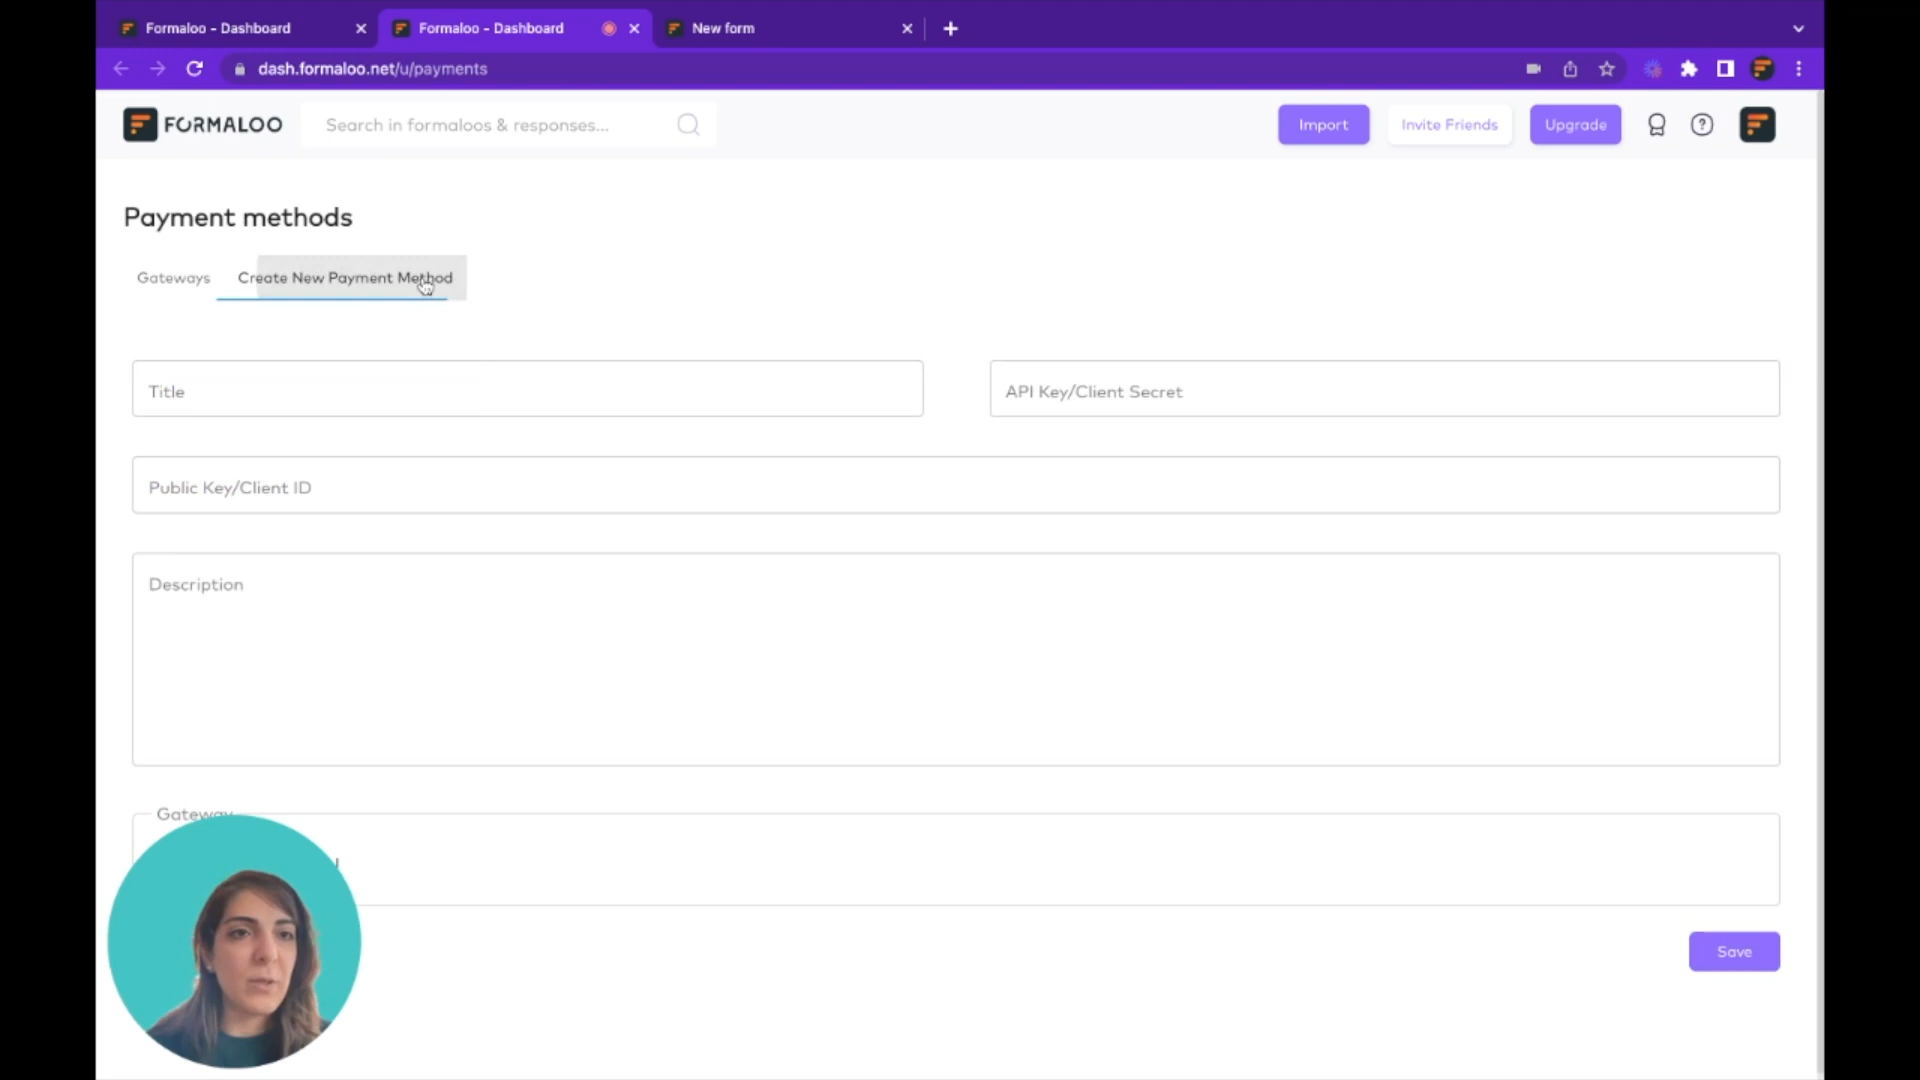 Formaloo - Dashboard
Formaloo - Dashboard
New form
dash.formaloo.net/u/payments
FORMALOO
Search in formaloos & responses...
Import
Invite Friends
Upgrade
Payment methods
Gateways
Create New Payment Method
Title
API Key/Client Secret
Public Key/Client ID
Description
Gateway
Save